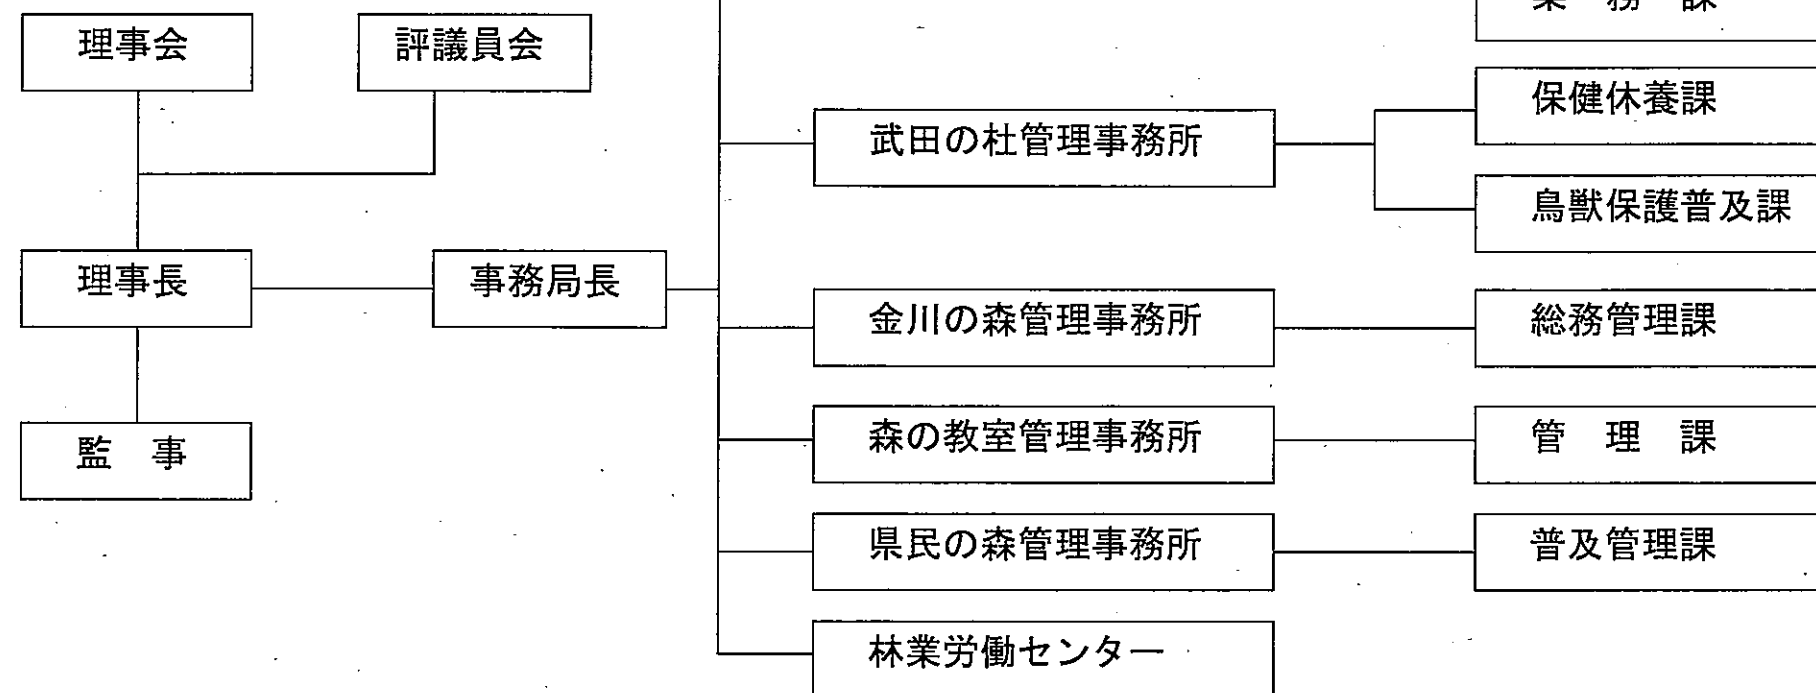 業　務　課
理事会
評議員会
保健休養課
武田の杜管理事務所
鳥獣保護普及課
理事長
事務局長
金川の森管理事務所
総務管理課
監　事
森の教室管理事務所
管　理　課
県民の森管理事務所
普及管理課
林業労働センター